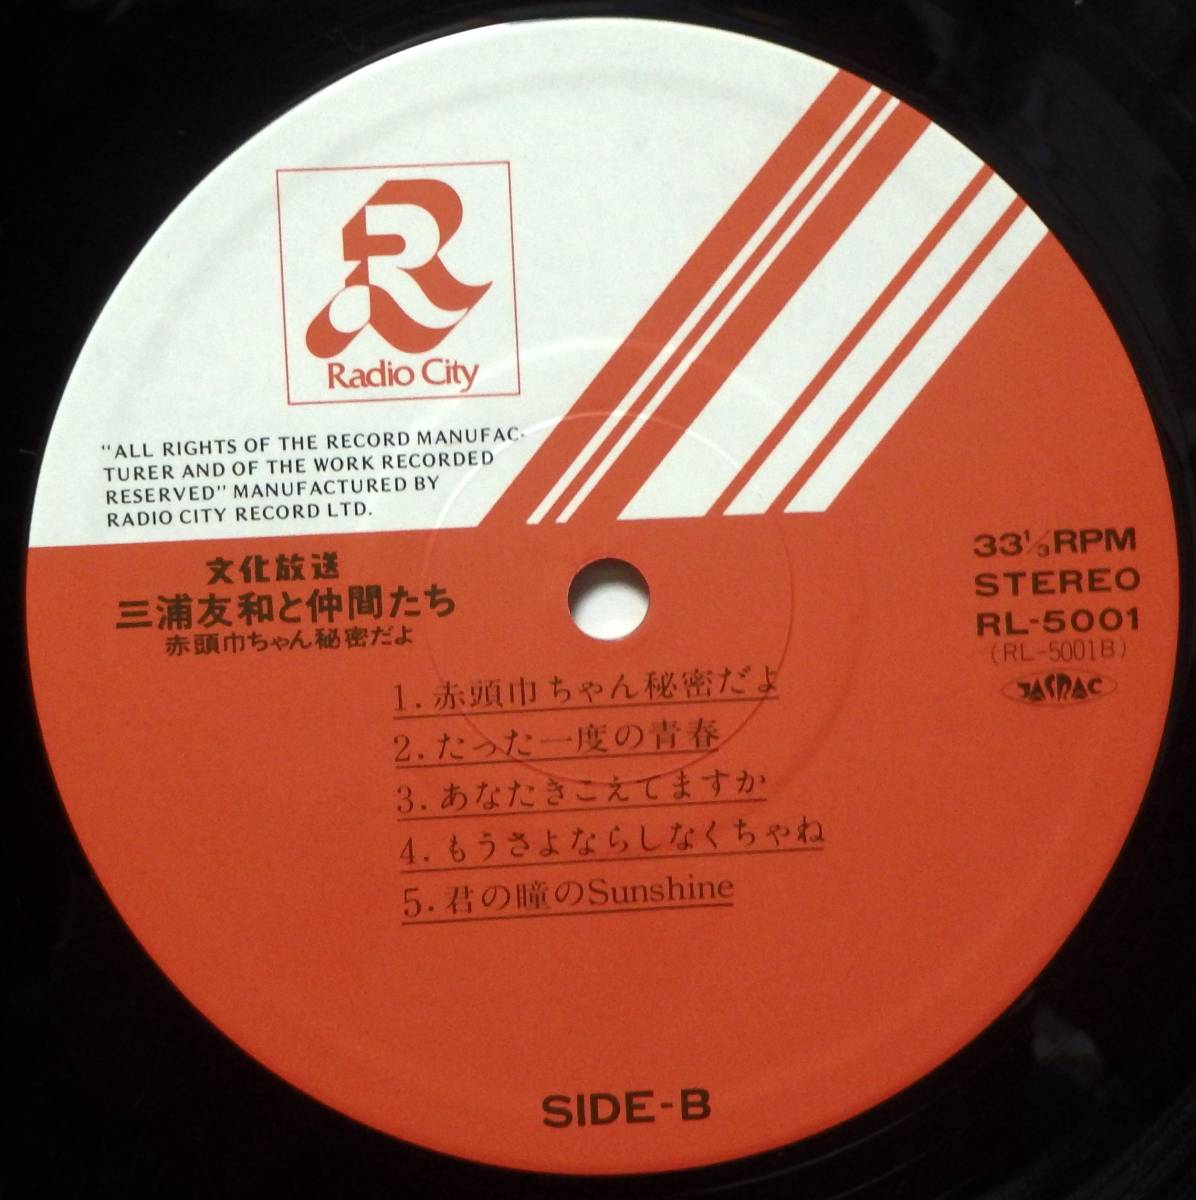 R
Radio City
"ALL RIGHTS OF THE RECORD MANUFAC-
TURER AND OF THE WORK RECORDED
RESERVED" MANUFACTURED BY
RADIO CITY RECORD LTD.
文化放送
三浦友和と仲間たち
赤頭巾ちゃん秘密だよ
33⅓RPM
STEREO
RL-5001
(RL-5001B)
JASRAC
1. 赤頭巾ちゃん秘密だよ
2. たった一度の青春
3. あなたきこえてますか
4. もうさよならしなくちゃね
5. 君の瞳のSunshine
SIDE-B